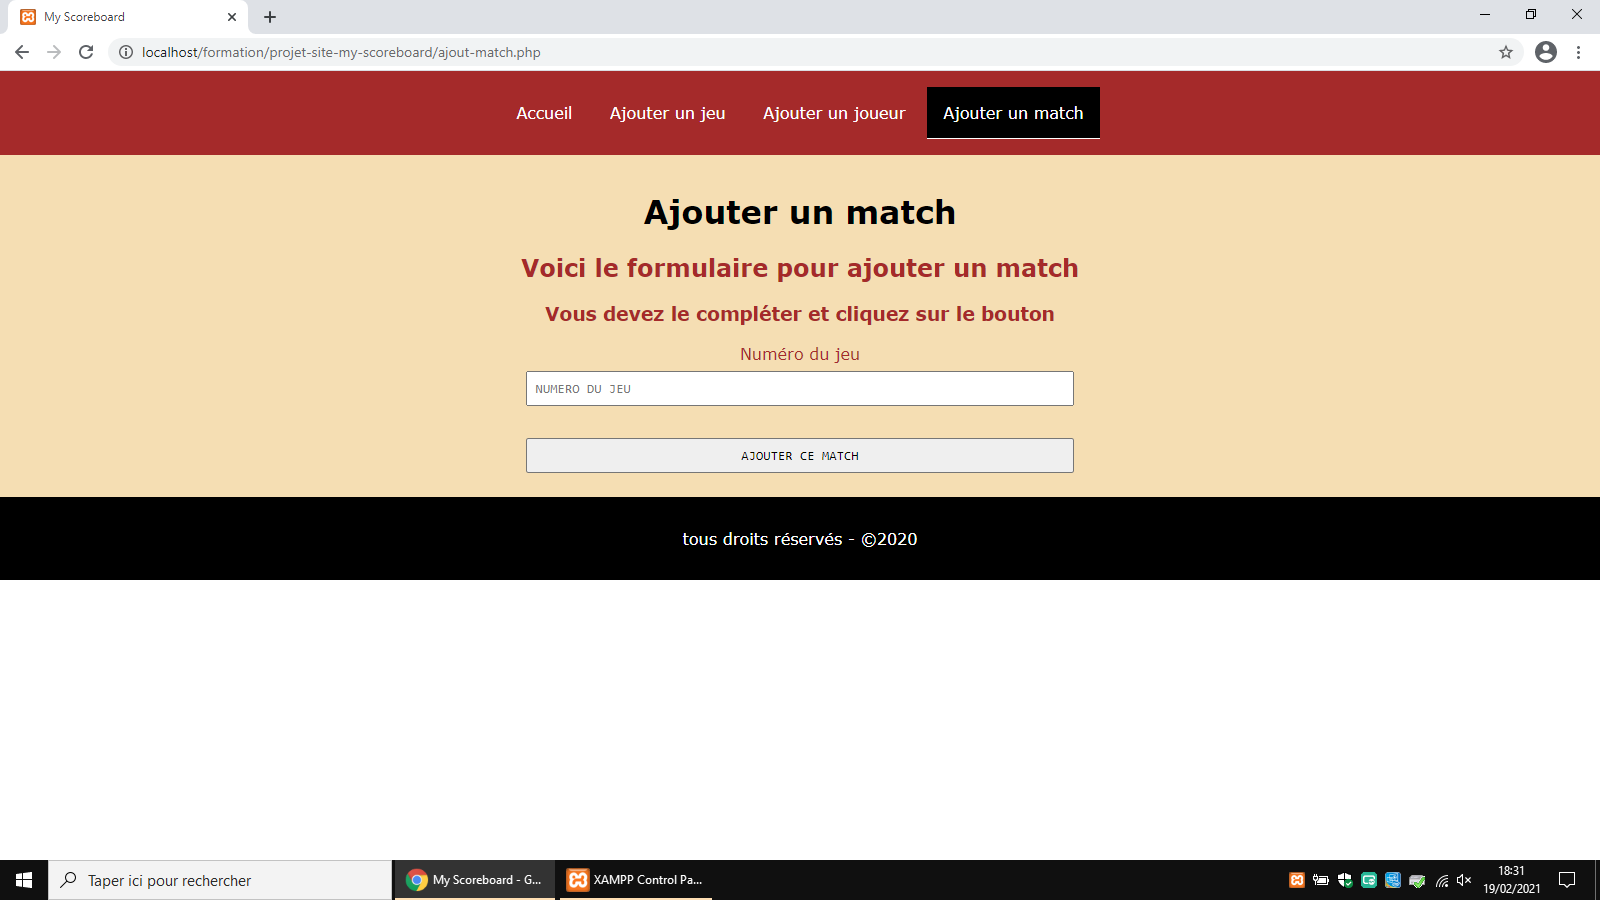 My Scoreboard
localhost/formation/projet-site-my-scoreboard/ajout-match.php
Accueil Ajouter un jeu Ajouter un joueur Ajouter un match
Ajouter un match
Voici le formulaire pour ajouter un match
Vous devez le compléter et cliquez sur le bouton
Numéro du jeu
NUMERO DU JEU
AJOUTER CE MATCH
tous droits réservés - ©2020
Taper ici pour rechercher
My Scoreboard - G...
XAMPP Control Pa...
18:31
19/02/2021